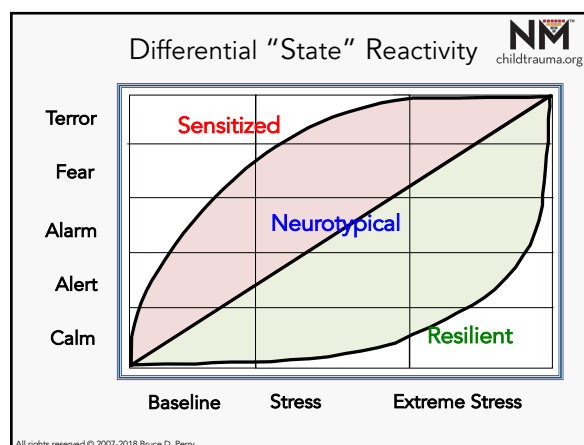 Differential “State” Reactivity
NM™
childtrauma.org
Terror
Fear
Alarm
Alert
Calm
Sensitized
Neurotypical
Resilient
Baseline Stress Extreme Stress
All rights reserved © 2007-2018 Bruce D. Perry